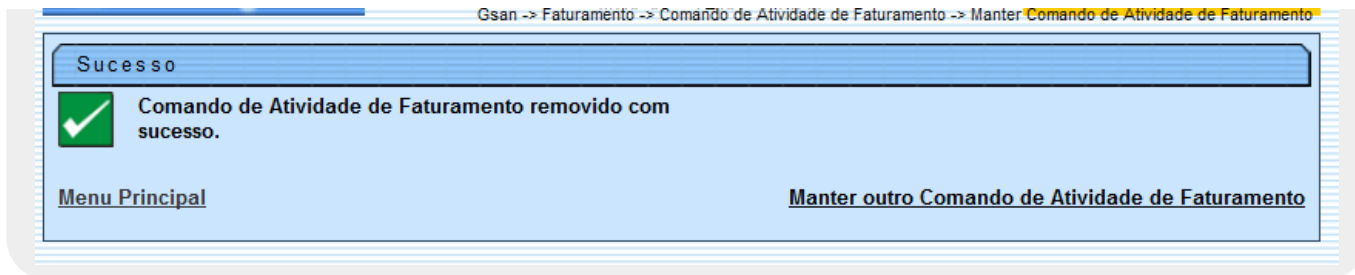 Gsan -> Faturamento -> Comando de Atividade de Faturamento -> Manter Comando de Atividade de Faturamento
Sucesso
Comando de Atividade de Faturamento removido com
sucesso.
Menu Principal
Manter outro Comando de Atividade de Faturamento